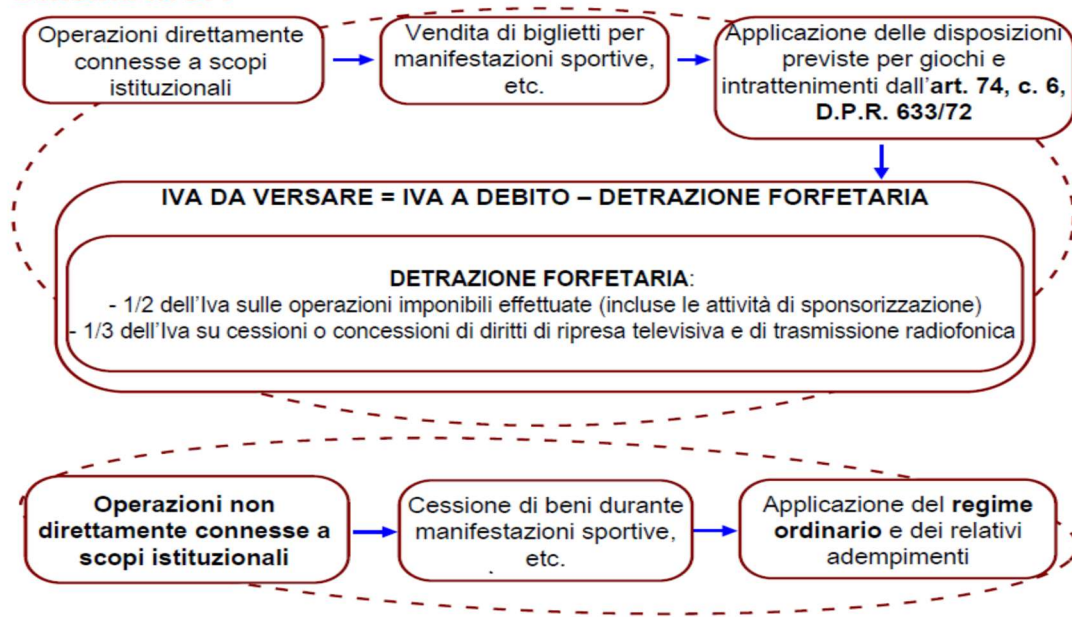 Operazioni direttamente
connesse a scopi
istituzionali
Vendita di biglietti per
manifestazioni sportive,
etc.
Applicazione delle disposizioni
previste per giochi e
intrattenimenti dall'art. 74, c. 6,
D.P.R. 633/72
IVA DA VERSARE = IVA A DEBITO – DETRAZIONE FORFETARIA
DETRAZIONE FORFETARIA:
- 1/2 dell'Iva sulle operazioni imponibili effettuate (incluse le attività di sponsorizzazione)
- 1/3 dell'Iva su cessioni o concessioni di diritti di ripresa televisiva e di trasmissione radiofonica
Operazioni non
direttamente connesse a
scopi istituzionali
Cessione di beni durante
manifestazioni sportive,
etc.
Applicazione del regime
ordinario e dei relativi
adempimenti